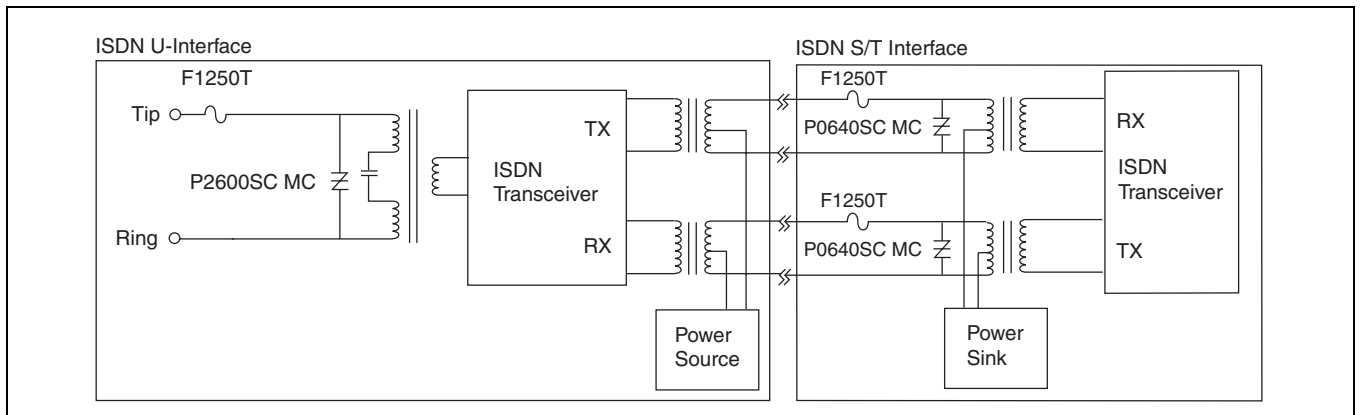 ISDN U-Interface
F1250T
Tip
P2600SC MC
Ring
TX
ISDN
Transceiver
RX
Power
Source
ISDN S/T Interface
F1250T
P0640SC MC
F1250T
P0640SC MC
RX
ISDN
Transceiver
TX
Power
Sink